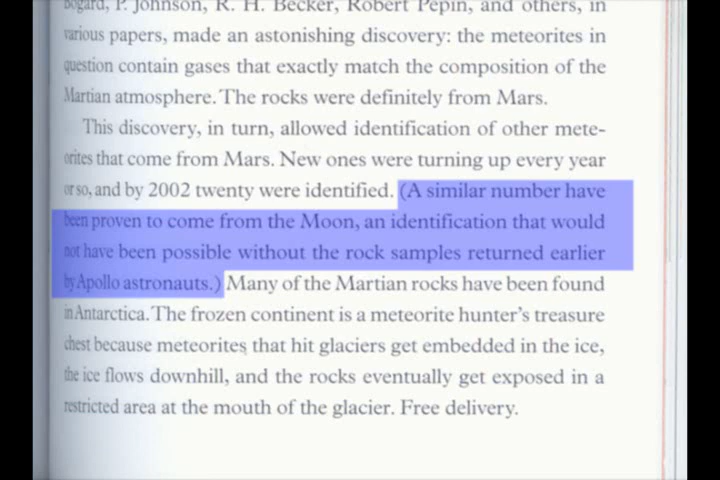 Bogard, P. Johnson, R. H. Becker, Robert Pepin, and others, in
various papers, made an astonishing discovery: the meteorites in
question contain gases that exactly match the composition of the
Martian atmosphere. The rocks were definitely from Mars.
This discovery, in turn, allowed identification of other mete-
orites that come from Mars. New ones were turning up every year
or so, and by 2002 twenty were identified. (A similar number have
been proven to come from the Moon, an identification that would
not have been possible without the rock samples returned earlier
by Apollo astronauts.) Many of the Martian rocks have been found
in Antarctica. The frozen continent is a meteorite hunter's treasure
chest because meteorites that hit glaciers get embedded in the ice,
the ice flows downhill, and the rocks eventually get exposed in a
restricted area at the mouth of the glacier. Free delivery.